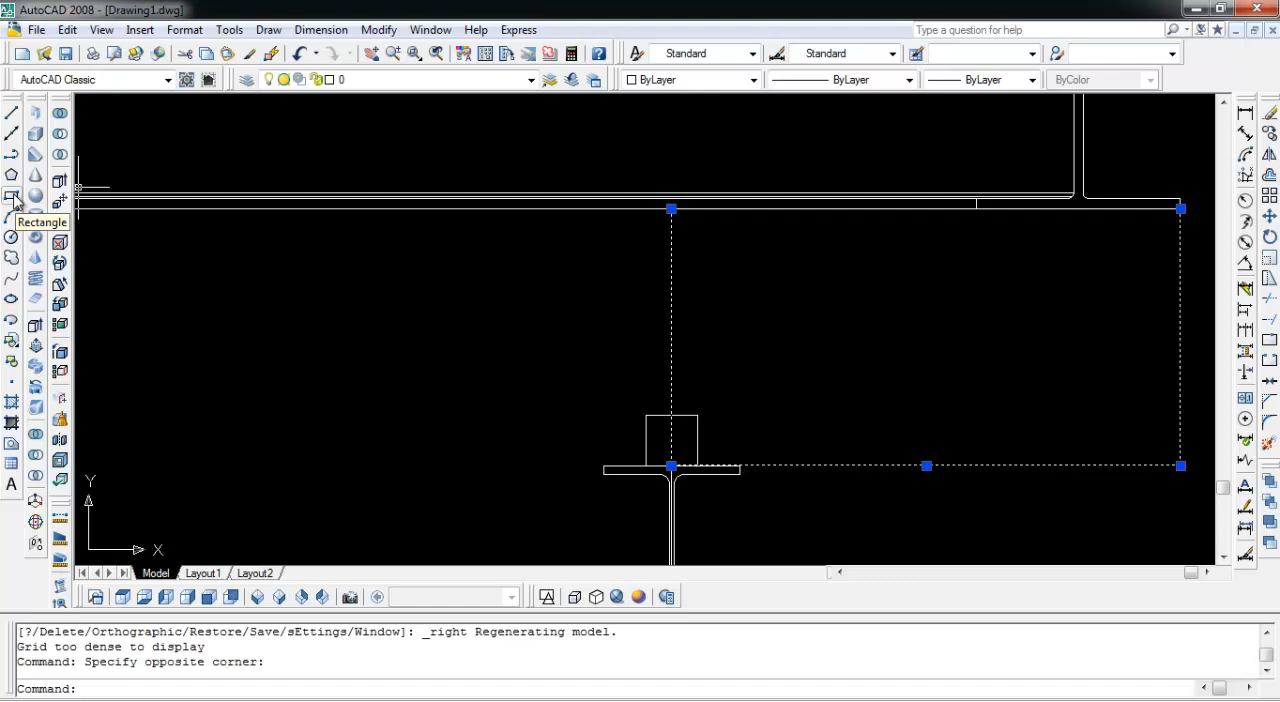 AutoCAD 2008 - [Drawing1.dwg]
File Edit View Insert Format Tools Draw Dimension Modify Window Help Express
Type a question for help
Standard Standard
AutoCAD Classic 0 ByLayer ByLayer ByLayer ByColor
Rectangle
Y
X
A
A
Model Layout1 Layout2
[?/Delete/Orthographic/Restore/Save/sEttings/Window]: _right Regenerating model.
Grid too dense to display
Command: Specify opposite corner:
Command: